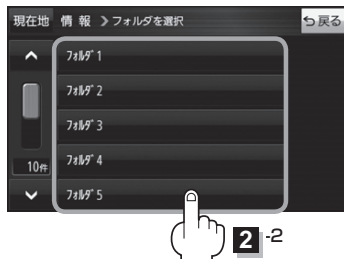 現在地 情 報 》フォルダを選択 戻る
ﾌｫﾙﾀﾞ 1
ﾌｫﾙﾀﾞ 2
ﾌｫﾙﾀﾞ 3
ﾌｫﾙﾀﾞ 4
10件
ﾌｫﾙﾀﾞ 5
2 -2